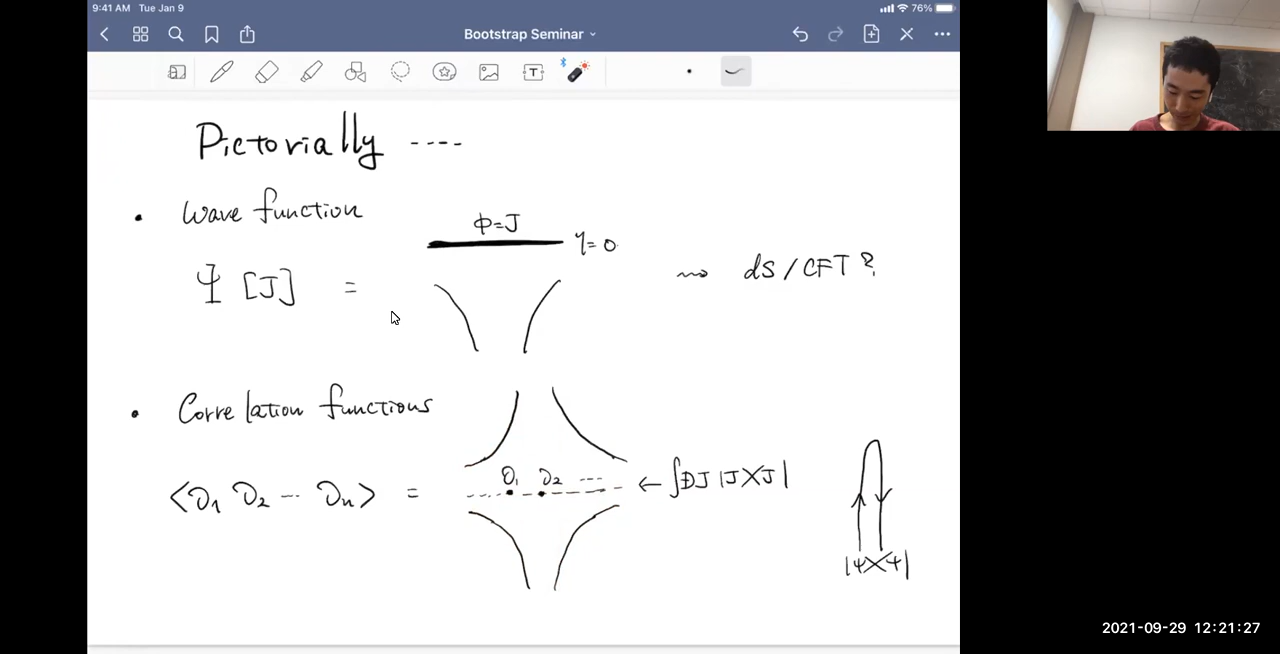 9:41 AM Tue Jan 9
76%
Bootstrap Seminar
T
Pictorially ----
• Wave function
Φ=J
η=0
Ψ [J] =
⇝ dS/CFT?
• Correlation functions
O₁ O₂ ...
⟨O₁ O₂ ... Oₙ⟩ =
← ∫DJ |J⟩⟨J|
|Ψ⟩⟨Ψ|
2021-09-29 12:21:27